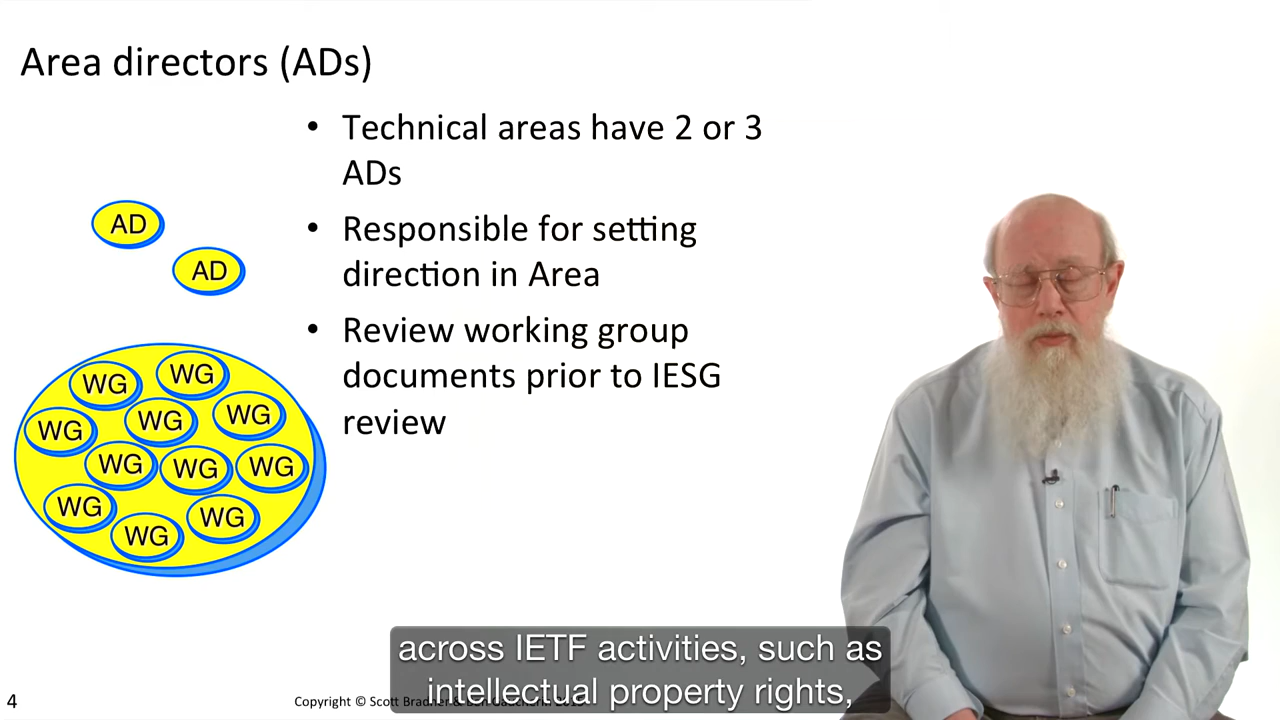 Area directors (ADs)
• Technical areas have 2 or 3
ADs
• Responsible for setting
direction in Area
• Review working group
documents prior to IESG
review
AD
AD
WG
WG
WG
WG
WG
WG
WG
WG
WG
WG
WG
across IETF activities, such as
intellectual property rights,
4
Copyright © Scott Bradner &